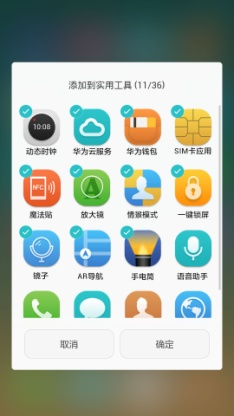 添加到实用工具 (11/36)
10:08
动态时钟 华为云服务 华为钱包 SIM卡应用
NFC
魔法贴 放大镜 情景模式 一键锁屏
镜子 AR导航 手电筒 语音助手
取消 确定